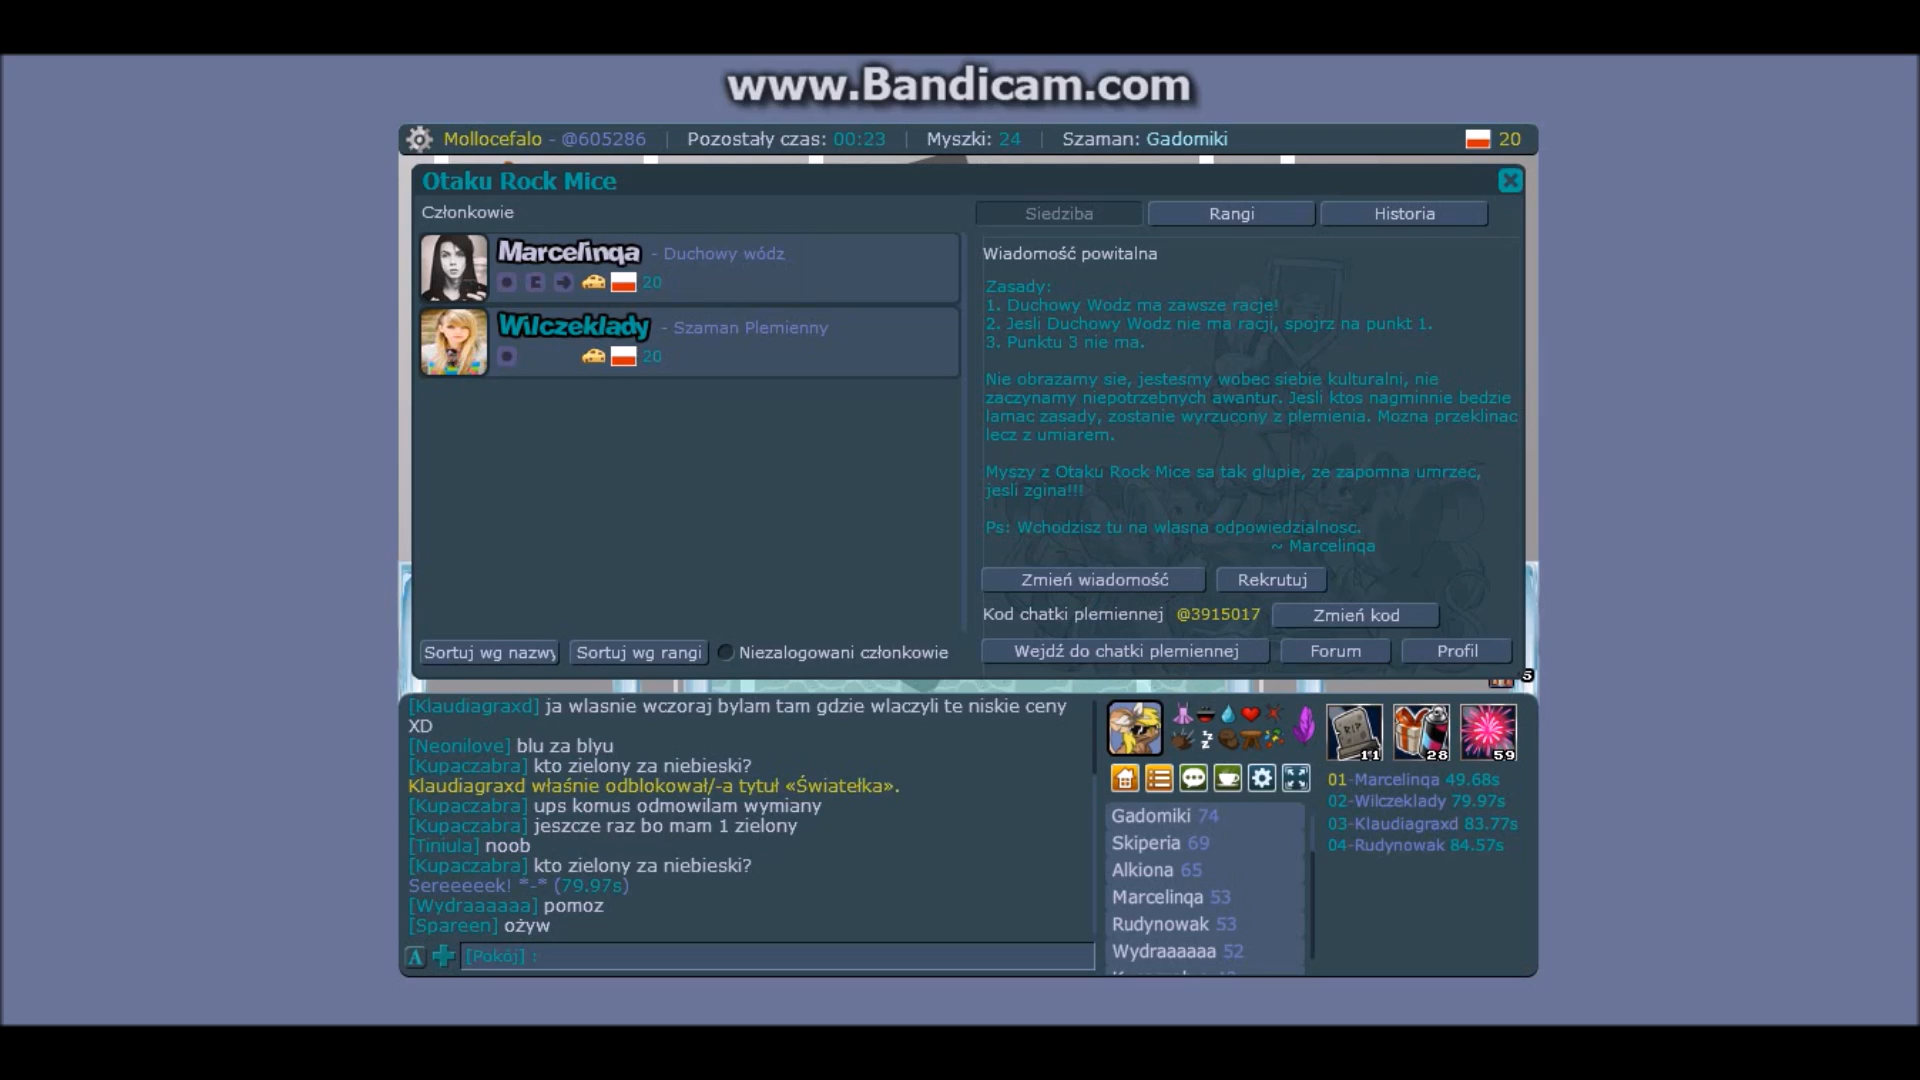 www.Bandicam.com
Mollocefalo - @605286 | Pozostały czas: 00:23 | Myszki: 24 | Szaman: Gadomiki 20
Otaku Rock Mice
Członkowie
Siedziba Rangi Historia
Marcelinqa - Duchowy wódz
20
Wilczeklady - Szaman Plemienny
20
Wiadomość powitalna
Zasady:
1. Duchowy Wodz ma zawsze racje!
2. Jesli Duchowy Wodz nie ma racji, spojrz na punkt 1.
3. Punktu 3 nie ma.
Nie obrazamy sie, jestesmy wobec siebie kulturalni, nie
zaczynamy niepotrzebnych awantur. Jesli ktos nagminnie bedzie
lamac zasady, zostanie wyrzucony z plemienia. Mozna przeklinac
lecz z umiarem.
Myszy z Otaku Rock Mice sa tak glupie, ze zapomna umrzec,
jesli zgina!!!
Ps: Wchodzisz tu na wlasna odpowiedzialnosc.
~ Marcelinqa
Zmień wiadomość Rekrutuj
Kod chatki plemiennej @3915017 Zmień kod
Sortuj wg nazwy Sortuj wg rangi Niezalogowani członkowie
Wejdź do chatki plemiennej Forum Profil
5
[Klaudiagraxd] ja wlasnie wczoraj bylam tam gdzie wlaczyli te niskie ceny
XD
[Neonilove] blu za blyu
[Kupaczabra] kto zielony za niebieski?
Klaudiagraxd właśnie odblokował/-a tytuł «Światełka».
[Kupaczabra] ups komus odmowilam wymiany
[Kupaczabra] jeszcze raz bo mam 1 zielony
[Tiniula] noob
[Kupaczabra] kto zielony za niebieski?
Sereeeeek! *-* (79.97s)
[Wydraaaaaa] pomoz
[Spareen] ożyw
A [Pokój] :
RIP 11 28 59
Gadomiki 74
Skiperia 69
Alkiona 65
Marcelinqa 53
Rudynowak 53
Wydraaaaaa 52
01-Marcelinqa 49.68s
02-Wilczeklady 79.97s
03-Klaudiagraxd 83.77s
04-Rudynowak 84.57s